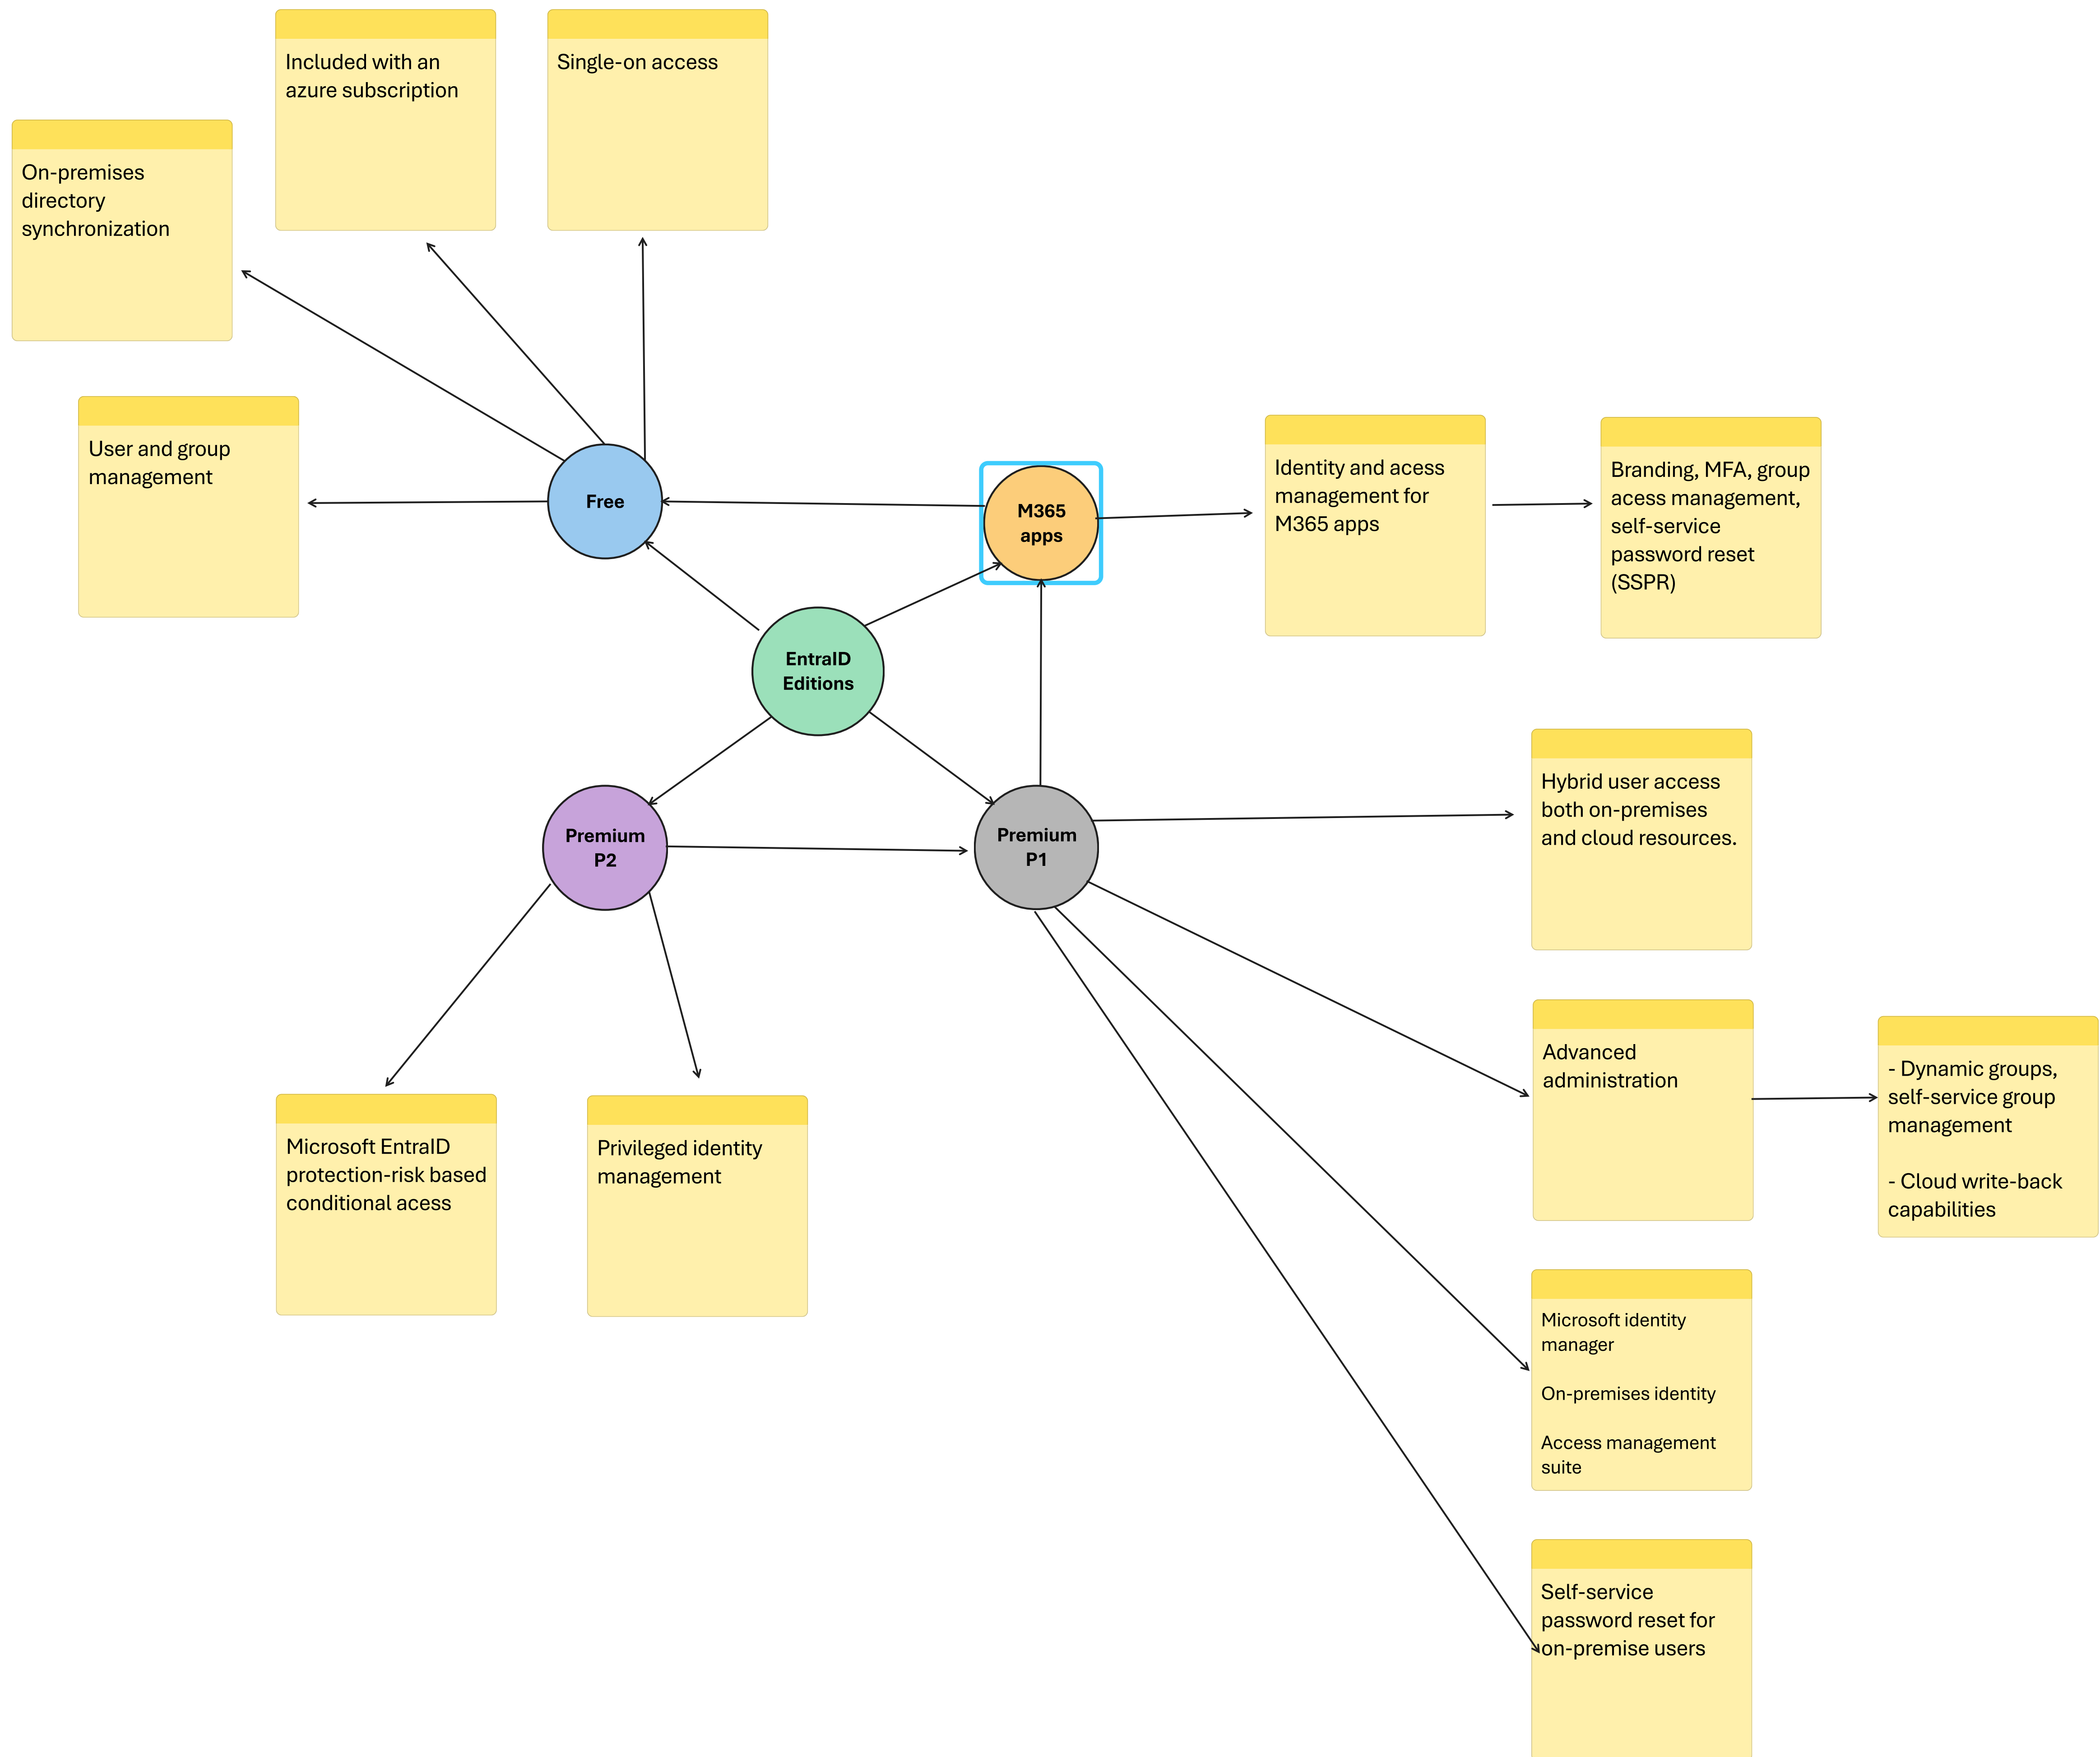 Included with an
azure subscription
Single-on access
On-premises
directory
synchronization
User and group
management
Free
M365
apps
Identity and acess
management for
M365 apps
Branding, MFA, group
acess management,
self-service
password reset
(SSPR)
EntraID
Editions
Premium
P2
Premium
P1
Hybrid user access
both on-premises
and cloud resources.
Advanced
administration
- Dynamic groups,
self-service group
management
- Cloud write-back
capabilities
Microsoft EntraID
protection-risk based
conditional acess
Privileged identity
management
Microsoft identity
manager
On-premises identity
Access management
suite
Self-service
password reset for
on-premise users